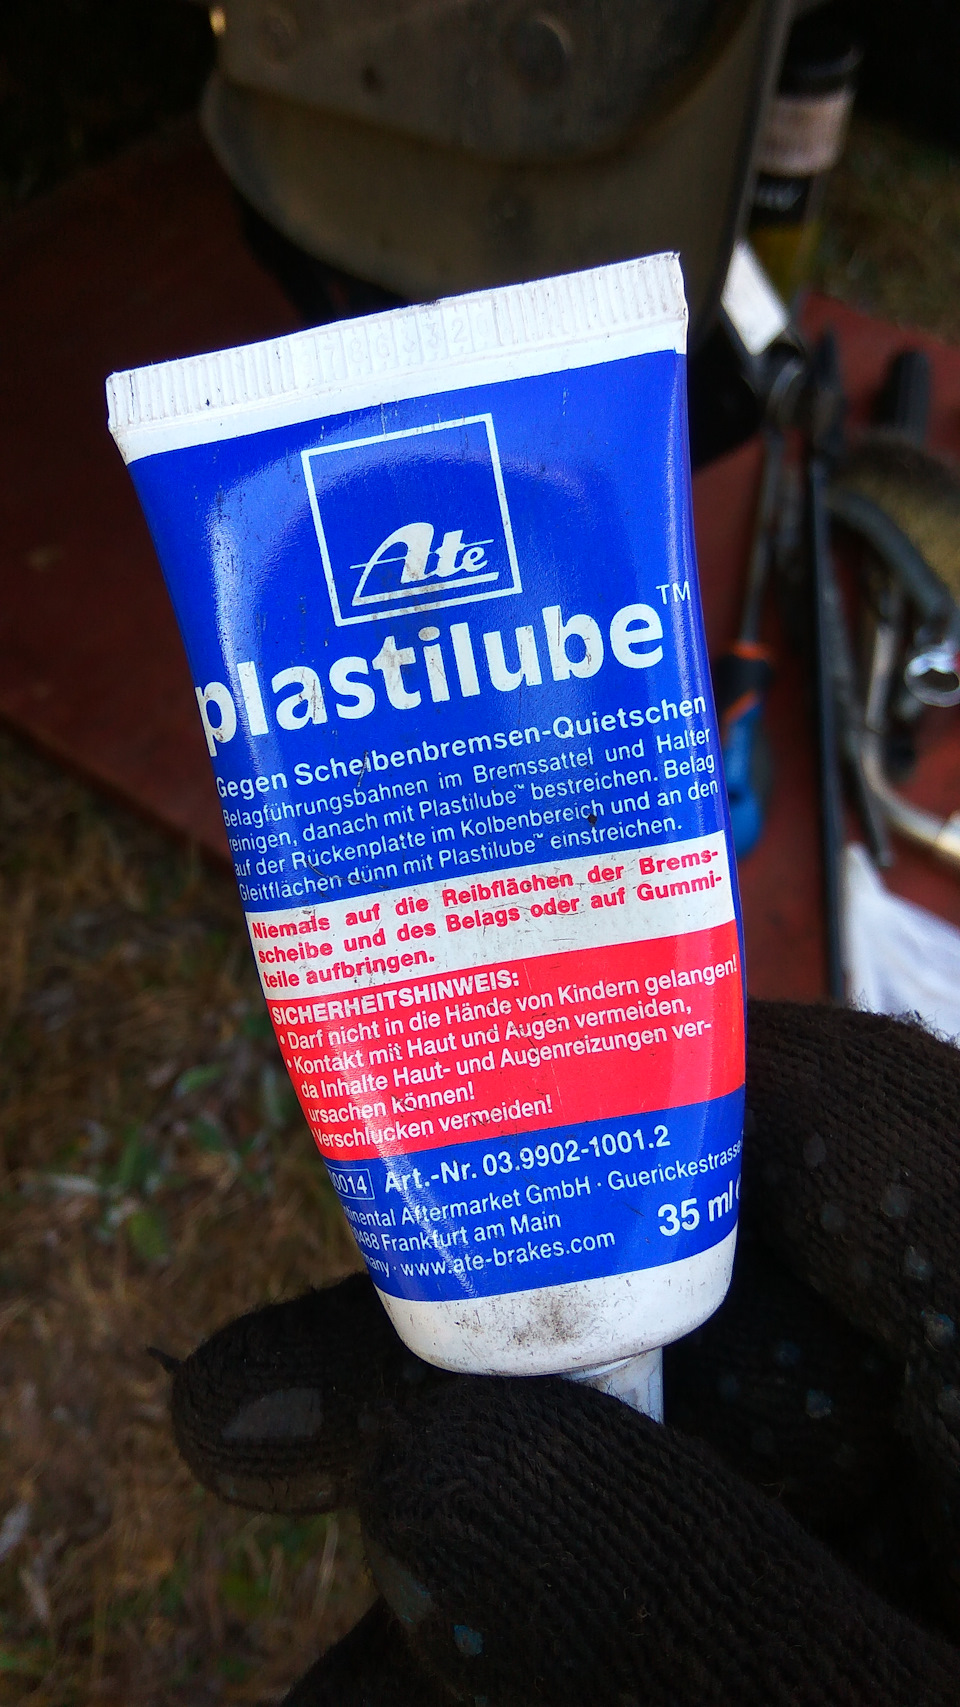 Ate
plastilube™
Gegen Scheibenbremsen-Quietschen
Belagführungsbahnen im Bremssattel und Halter
reinigen, danach mit Plastilube™ bestreichen. Belag
auf der Rückenplatte im Kolbenbereich und an den
Gleitflächen dünn mit Plastilube™ einstreichen.
Niemals auf die Reibflächen der Brems-
scheibe und des Belags oder auf Gummi-
teile aufbringen.
SICHERHEITSHINWEIS:
• Darf nicht in die Hände von Kindern gelangen!
• Kontakt mit Haut und Augen vermeiden,
da Inhalte Haut- und Augenreizungen ver-
ursachen können!
Verschlucken vermeiden!
0014 Art.-Nr. 03.9902-1001.2
tinental Aftermarket GmbH · Guerickestrasse
0488 Frankfurt am Main 35 ml
many · www.ate-brakes.com